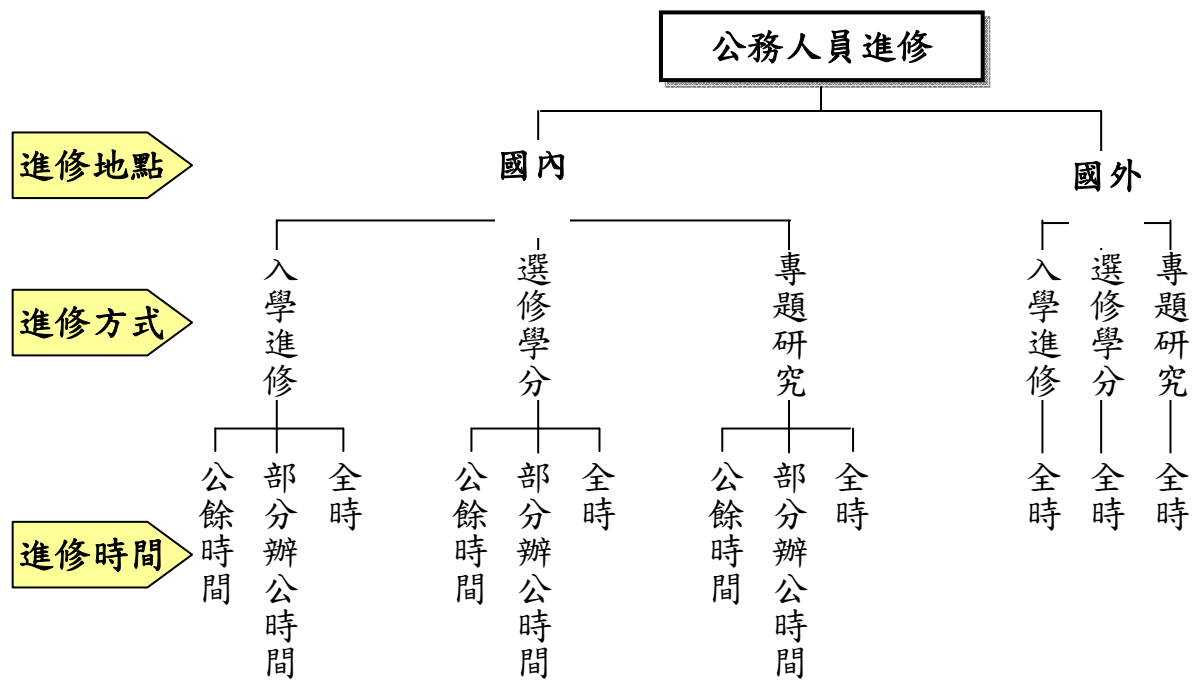 公務人員進修
進修地點
國內
國外
進修方式
入學進修
選修學分
專題研究
入學進修
選修學分
專題研究
進修時間
公餘時間
部分辦公時間
全時
公餘時間
部分辦公時間
全時
公餘時間
部分辦公時間
全時
全時
全時
全時